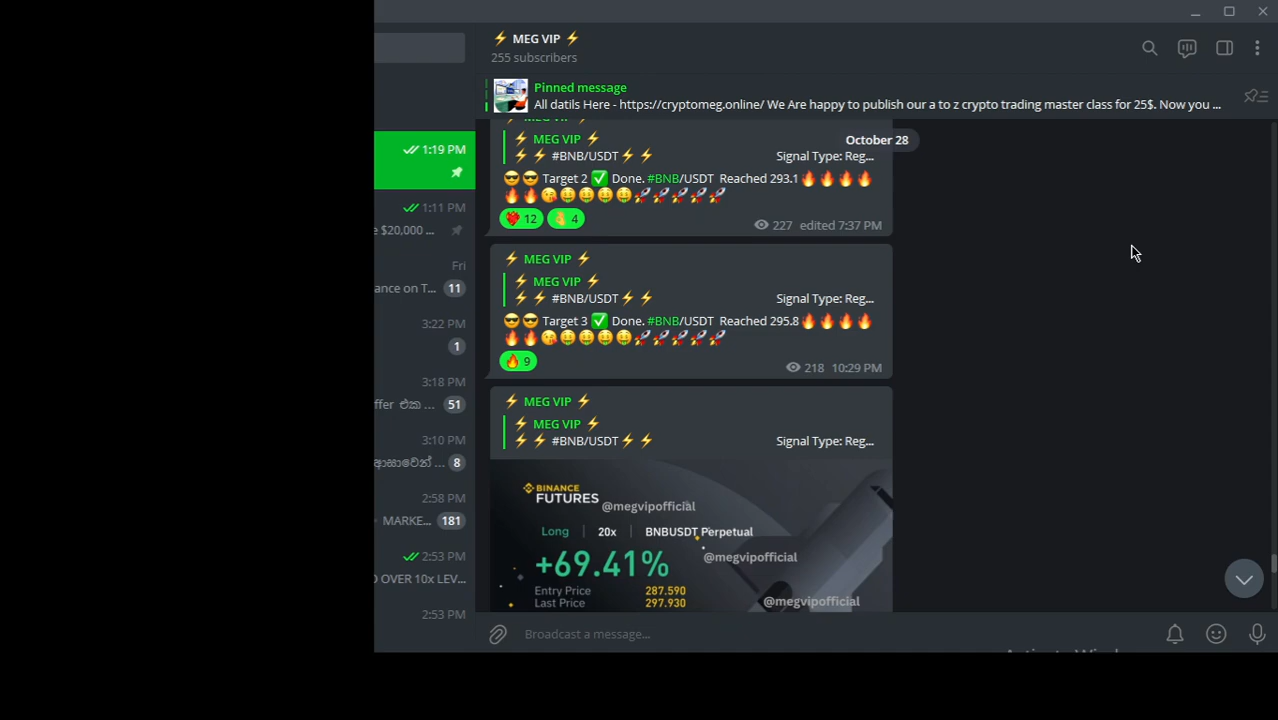 ⚡ MEG VIP ⚡
255 subscribers
Pinned message
All datils Here - https://cryptomeg.online/ We Are happy to publish our a to z crypto trading master class for 25$. Now you ...
October 28
⚡ MEG VIP ⚡
⚡ ⚡ #BNB/USDT⚡ ⚡ Signal Type: Reg...
😎😎 Target 2 ✅ Done. #BNB/USDT Reached 293.1🔥🔥🔥🔥
🔥🔥😘🤑🤑🤑🤑🚀🚀🚀🚀🚀
12 4
227 edited 7:37 PM
⚡ MEG VIP ⚡
⚡ MEG VIP ⚡
⚡ ⚡ #BNB/USDT⚡ ⚡ Signal Type: Reg...
😎😎 Target 3 ✅ Done. #BNB/USDT Reached 295.8🔥🔥🔥🔥
🔥🔥😘🤑🤑🤑🤑🚀🚀🚀🚀🚀
🔥 9
218 10:29 PM
⚡ MEG VIP ⚡
⚡ MEG VIP ⚡
⚡ ⚡ #BNB/USDT⚡ ⚡ Signal Type: Reg...
BINANCE
FUTURES
@megvipofficial
Long | 20x | BNBUSDT Perpetual
@megvipofficial
+69.41%
Entry Price 287.590
Last Price 297.930
@megvipofficial
Broadcast a message...
1:19 PM
1:11 PM
e $20,000 ...
Fri
ance on T... 11
3:22 PM
1
3:18 PM
ffer එක ... 51
3:10 PM
ආසාවෙන් ... 8
2:58 PM
MARKE... 181
2:53 PM
O OVER 10x LEV...
2:53 PM